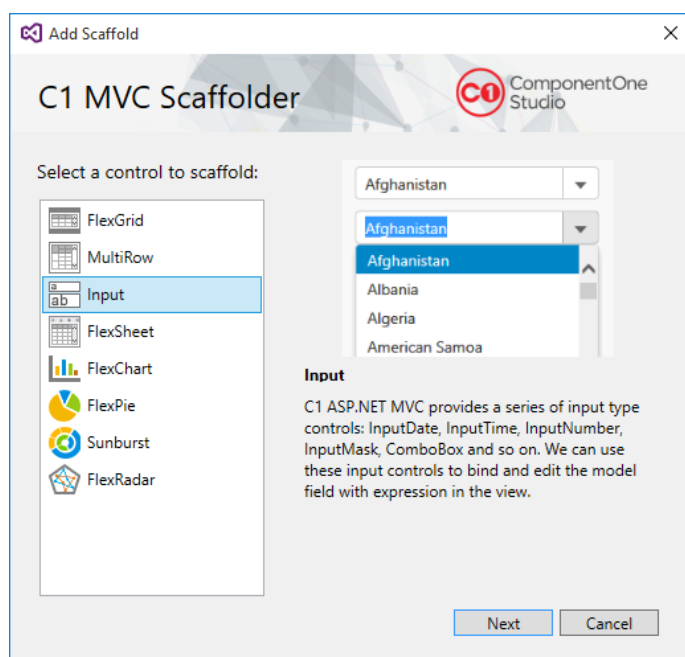 Add Scaffold
C1 MVC Scaffolder
C1 ComponentOne
Studio
Select a control to scaffold:
FlexGrid
MultiRow
a
ab
Input
FlexSheet
FlexChart
FlexPie
Sunburst
FlexRadar
Afghanistan
Afghanistan
Afghanistan
Albania
Algeria
American Samoa
Input
C1 ASP.NET MVC provides a series of input type
controls: InputDate, InputTime, InputNumber,
InputMask, ComboBox and so on. We can use
these input controls to bind and edit the model
field with expression in the view.
Next
Cancel